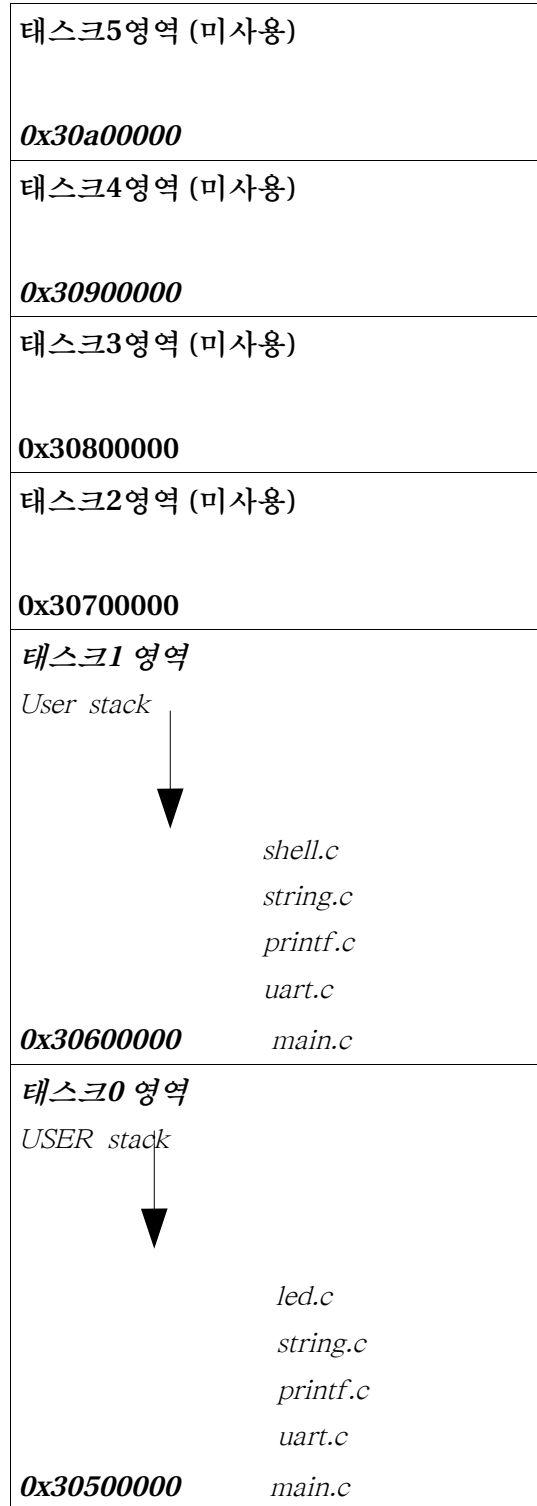 태스크5영역 (미사용)
0x30a00000
태스크4영역 (미사용)
0x30900000
태스크3영역 (미사용)
0x30800000
태스크2영역 (미사용)
0x30700000
태스크1 영역
User stack
shell.c
string.c
printf.c
uart.c
0x30600000 main.c
태스크0 영역
USER stack
led.c
string.c
printf.c
uart.c
0x30500000 main.c